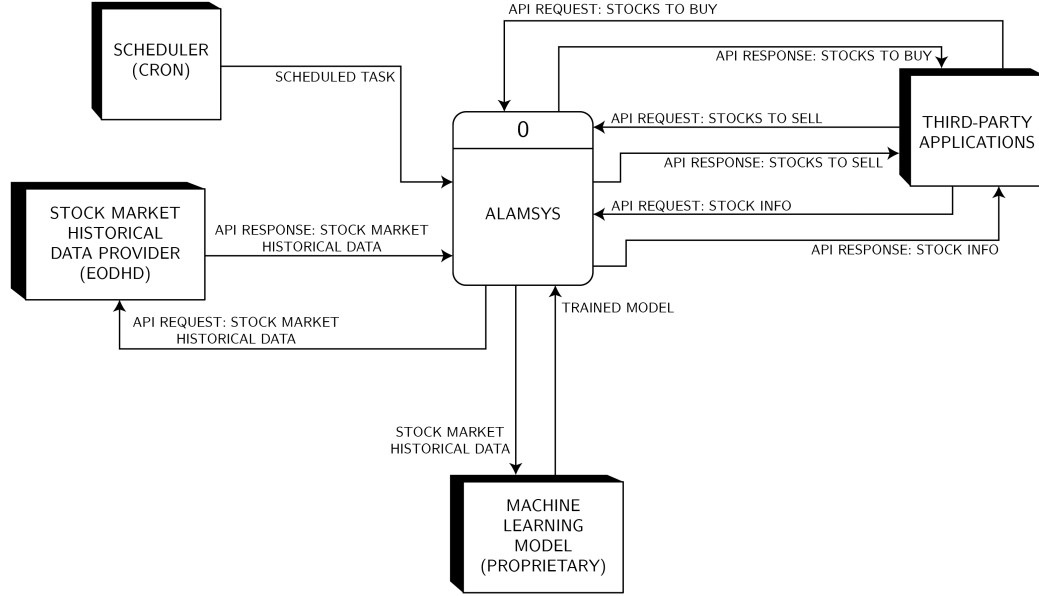 API REQUEST: STOCKS TO BUY
SCHEDULER
(CRON)
SCHEDULED TASK
API RESPONSE: STOCKS TO BUY
0
ALAMSYS
API REQUEST: STOCKS TO SELL
API RESPONSE: STOCKS TO SELL
API REQUEST: STOCK INFO
API RESPONSE: STOCK INFO
THIRD-PARTY
APPLICATIONS
STOCK MARKET
HISTORICAL
DATA PROVIDER
(EODHD)
API RESPONSE: STOCK MARKET
HISTORICAL DATA
API REQUEST: STOCK MARKET
HISTORICAL DATA
TRAINED MODEL
STOCK MARKET
HISTORICAL DATA
MACHINE
LEARNING
MODEL
(PROPRIETARY)